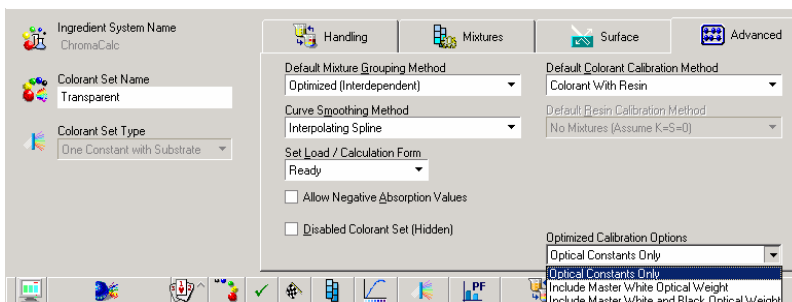 Ingredient System Name
ChromaCalc
Colorant Set Name
Transparent
Colorant Set Type
One Constant with Substrate
Handling
Mixtures
Surface
Advanced
Default Mixture Grouping Method
Optimized (Interdependent)
Curve Smoothing Method
Interpolating Spline
Set Load / Calculation Form
Ready
Allow Negative Absorption Values
Disabled Colorant Set (Hidden)
Default Colorant Calibration Method
Colorant With Resin
Default Resin Calibration Method
No Mixtures (Assume K=S=0)
Optimized Calibration Options
Optical Constants Only
Optical Constants Only
Include Master White Optical Weight
Include Master White and Black Optical Weight
PF